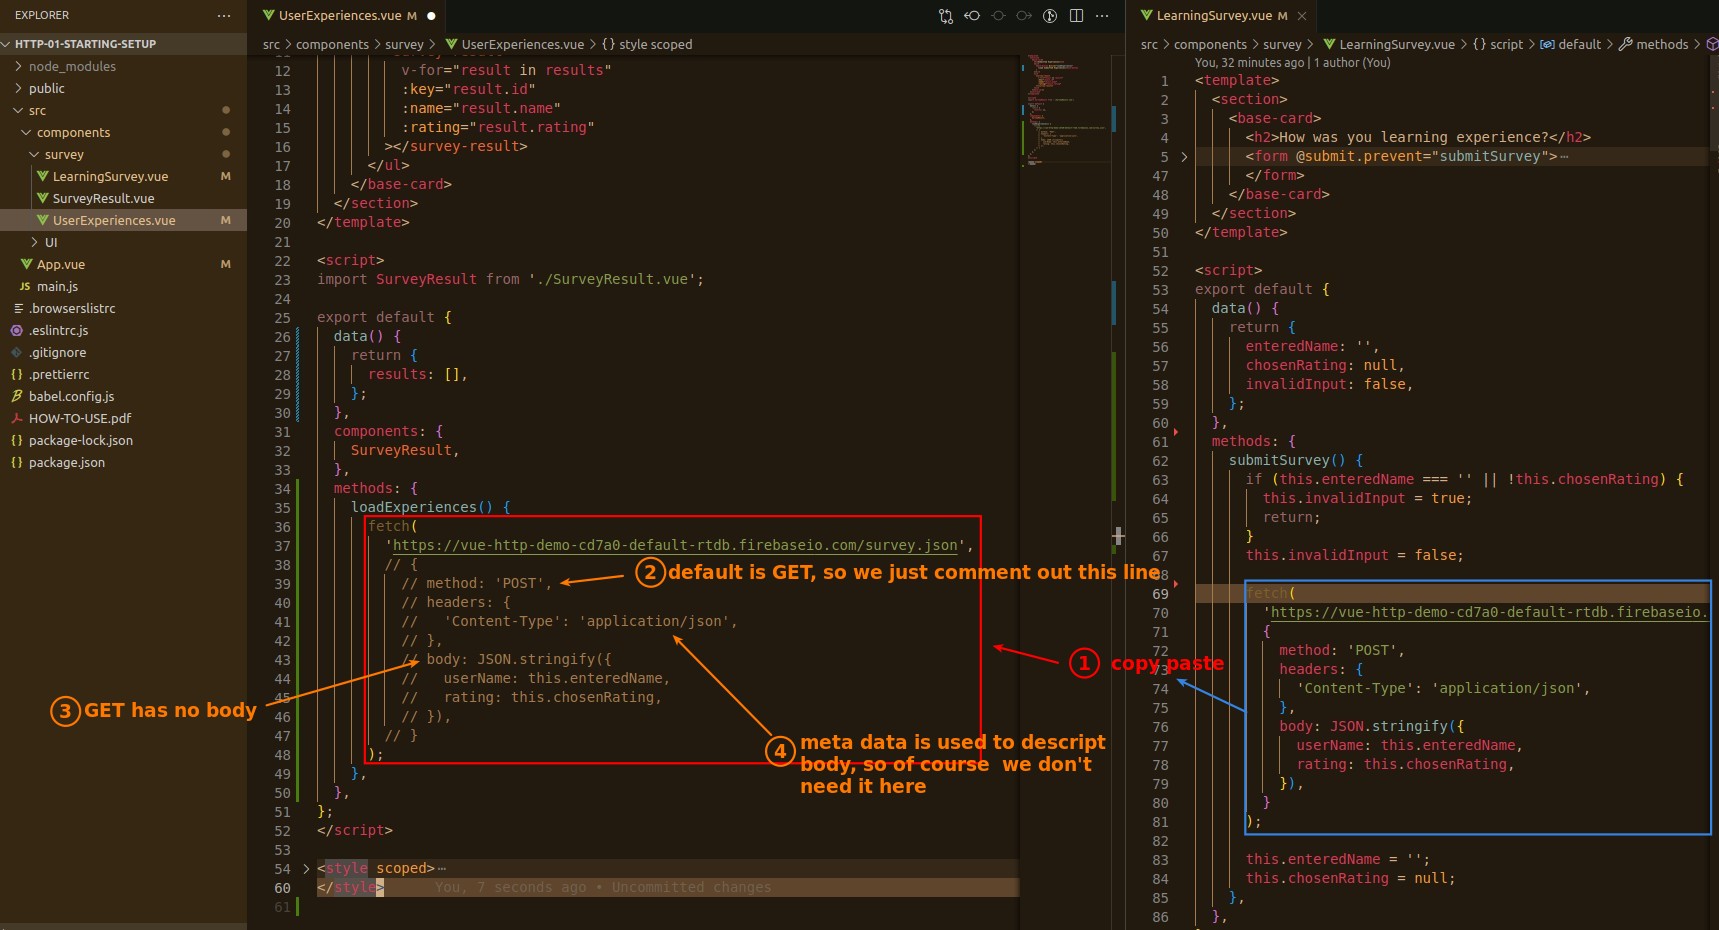 EXPLORER
HTTP-01-STARTING-SETUP
node_modules
public
src
components
survey
LearningSurvey.vue M
SurveyResult.vue
UserExperiences.vue M
UI
App.vue M
JS main.js
.browserslistrc
.eslintrc.js
.gitignore
{} .prettierrc
babel.config.js
HOW-TO-USE.pdf
{} package-lock.json
{} package.json
UserExperiences.vue M
src > components > survey > UserExperiences.vue > {} style scoped
12 v-for="result in results"
13 :key="result.id"
14 :name="result.name"
15 :rating="result.rating"
16 ></survey-result>
17 </ul>
18 </base-card>
19 </section>
20 </template>
21
22 <script>
23 import SurveyResult from './SurveyResult.vue';
24
25 export default {
26 data() {
27 return {
28 results: [],
29 };
30 },
31 components: {
32 SurveyResult,
33 },
34 methods: {
35 loadExperiences() {
36 fetch(
37 'https://vue-http-demo-cd7a0-default-rtdb.firebaseio.com/survey.json',
38 // {
39 // method: 'POST',
40 // headers: {
41 // 'Content-Type': 'application/json',
42 // },
43 // body: JSON.stringify({
44 // userName: this.enteredName,
45 // rating: this.chosenRating,
46 // }),
47 // }
48 );
49 },
50 },
51 };
52 </script>
53
54 <style scoped>⋯
60 </style> You, 7 seconds ago • Uncommitted changes
61
2 default is GET, so we just comment out this line
1 copy paste
3 GET has no body
4 meta data is used to descript
body, so of course we don't
need it here
LearningSurvey.vue M
src > components > survey > LearningSurvey.vue > {} script > default > methods >
You, 32 minutes ago | 1 author (You)
1 <template>
2 <section>
3 <base-card>
4 <h2>How was you learning experience?</h2>
5 <form @submit.prevent="submitSurvey">⋯
47 </form>
48 </base-card>
49 </section>
50 </template>
51
52 <script>
53 export default {
54 data() {
55 return {
56 enteredName: '',
57 chosenRating: null,
58 invalidInput: false,
59 };
60 },
61 methods: {
62 submitSurvey() {
63 if (this.enteredName === '' || !this.chosenRating) {
64 this.invalidInput = true;
65 return;
66 }
67 this.invalidInput = false;
68
69 fetch(
70 'https://vue-http-demo-cd7a0-default-rtdb.firebaseio.
71 {
72 method: 'POST',
73 headers: {
74 'Content-Type': 'application/json',
75 },
76 body: JSON.stringify({
77 userName: this.enteredName,
78 rating: this.chosenRating,
79 }),
80 }
81 );
82
83 this.enteredName = '';
84 this.chosenRating = null;
85 },
86 },